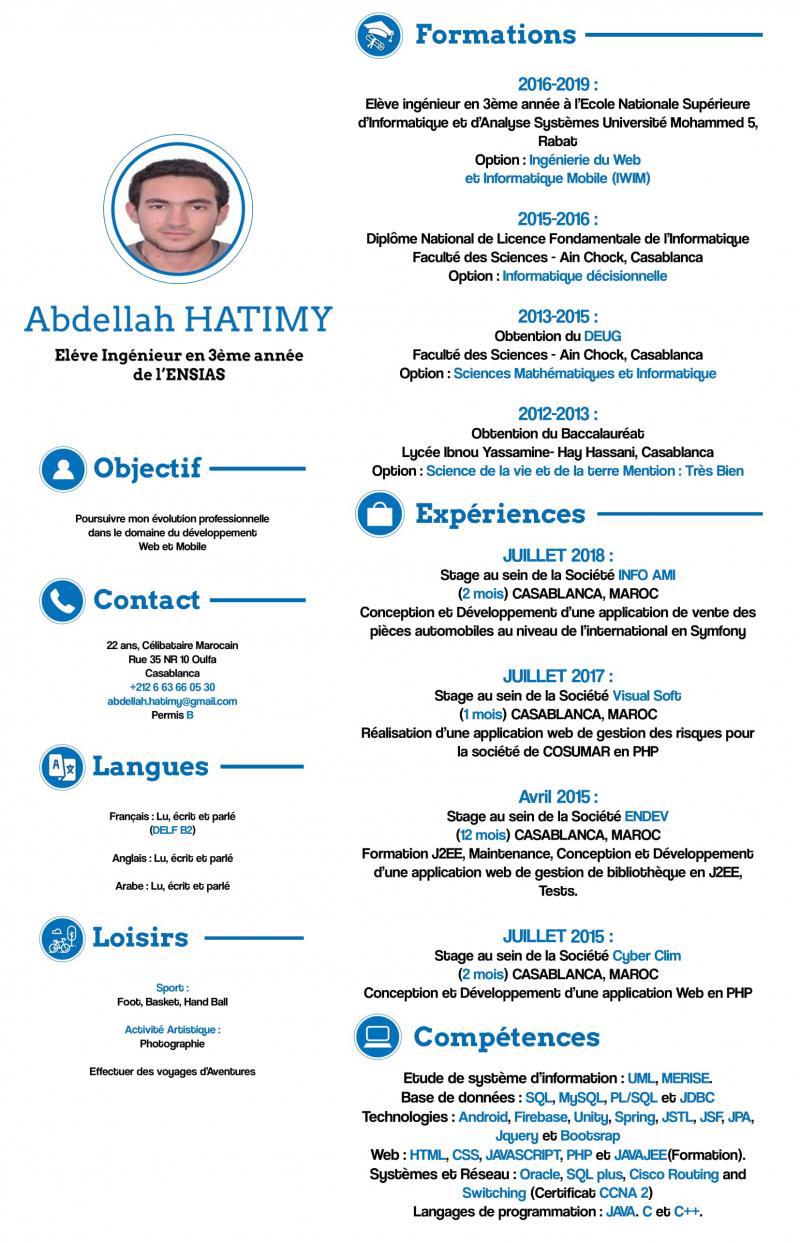 Abdellah HATIMY
Eléve Ingénieur en 3ème année
de l'ENSIAS
Objectif
Poursuivre mon évolution professionnelle
dans le domaine du développement
Web et Mobile
Contact
22 ans, Célibataire Marocain
Rue 35 NR 10 Oulfa
Casablanca
+212 6 63 66 05 30
abdellah.hatimy@gmail.com
Permis B
Langues
Français : Lu, écrit et parlé
(DELF B2)
Anglais : Lu, écrit et parlé
Arabe : Lu, écrit et parlé
Loisirs
Sport :
Foot, Basket, Hand Ball
Activité Artistique :
Photographie
Effectuer des voyages d'Aventures
Formations
2016-2019 :
Elève ingénieur en 3ème année à l'Ecole Nationale Supérieure
d'Informatique et d'Analyse Systèmes Université Mohammed 5,
Rabat
Option : Ingénierie du Web
et Informatique Mobile (IWIM)
2015-2016 :
Diplôme National de Licence Fondamentale de l'Informatique
Faculté des Sciences - Ain Chock, Casablanca
Option : Informatique décisionnelle
2013-2015 :
Obtention du DEUG
Faculté des Sciences - Ain Chock, Casablanca
Option : Sciences Mathématiques et Informatique
2012-2013 :
Obtention du Baccalauréat
Lycée Ibnou Yassamine- Hay Hassani, Casablanca
Option : Science de la vie et de la terre Mention : Très Bien
Expériences
JUILLET 2018 :
Stage au sein de la Société INFO AMI
(2 mois) CASABLANCA, MAROC
Conception et Développement d'une application de vente des
pièces automobiles au niveau de l'international en Symfony
JUILLET 2017 :
Stage au sein de la Société Visual Soft
(1 mois) CASABLANCA, MAROC
Réalisation d'une application web de gestion des risques pour
la société de COSUMAR en PHP
Avril 2015 :
Stage au sein de la Société ENDEV
(12 mois) CASABLANCA, MAROC
Formation J2EE, Maintenance, Conception et Développement
d'une application web de gestion de bibliothèque en J2EE,
Tests.
JUILLET 2015 :
Stage au sein de la Société Cyber Clim
(2 mois) CASABLANCA, MAROC
Conception et Développement d'une application Web en PHP
Compétences
Etude de système d'information : UML, MERISE.
Base de données : SQL, MySQL, PL/SQL et JDBC
Technologies : Android, Firebase, Unity, Spring, JSTL, JSF, JPA,
Jquery et Bootsrap
Web : HTML, CSS, JAVASCRIPT, PHP et JAVAJEE(Formation).
Systèmes et Réseau : Oracle, SQL plus, Cisco Routing and
Switching (Certificat CCNA 2)
Langages de programmation : JAVA. C et C++.